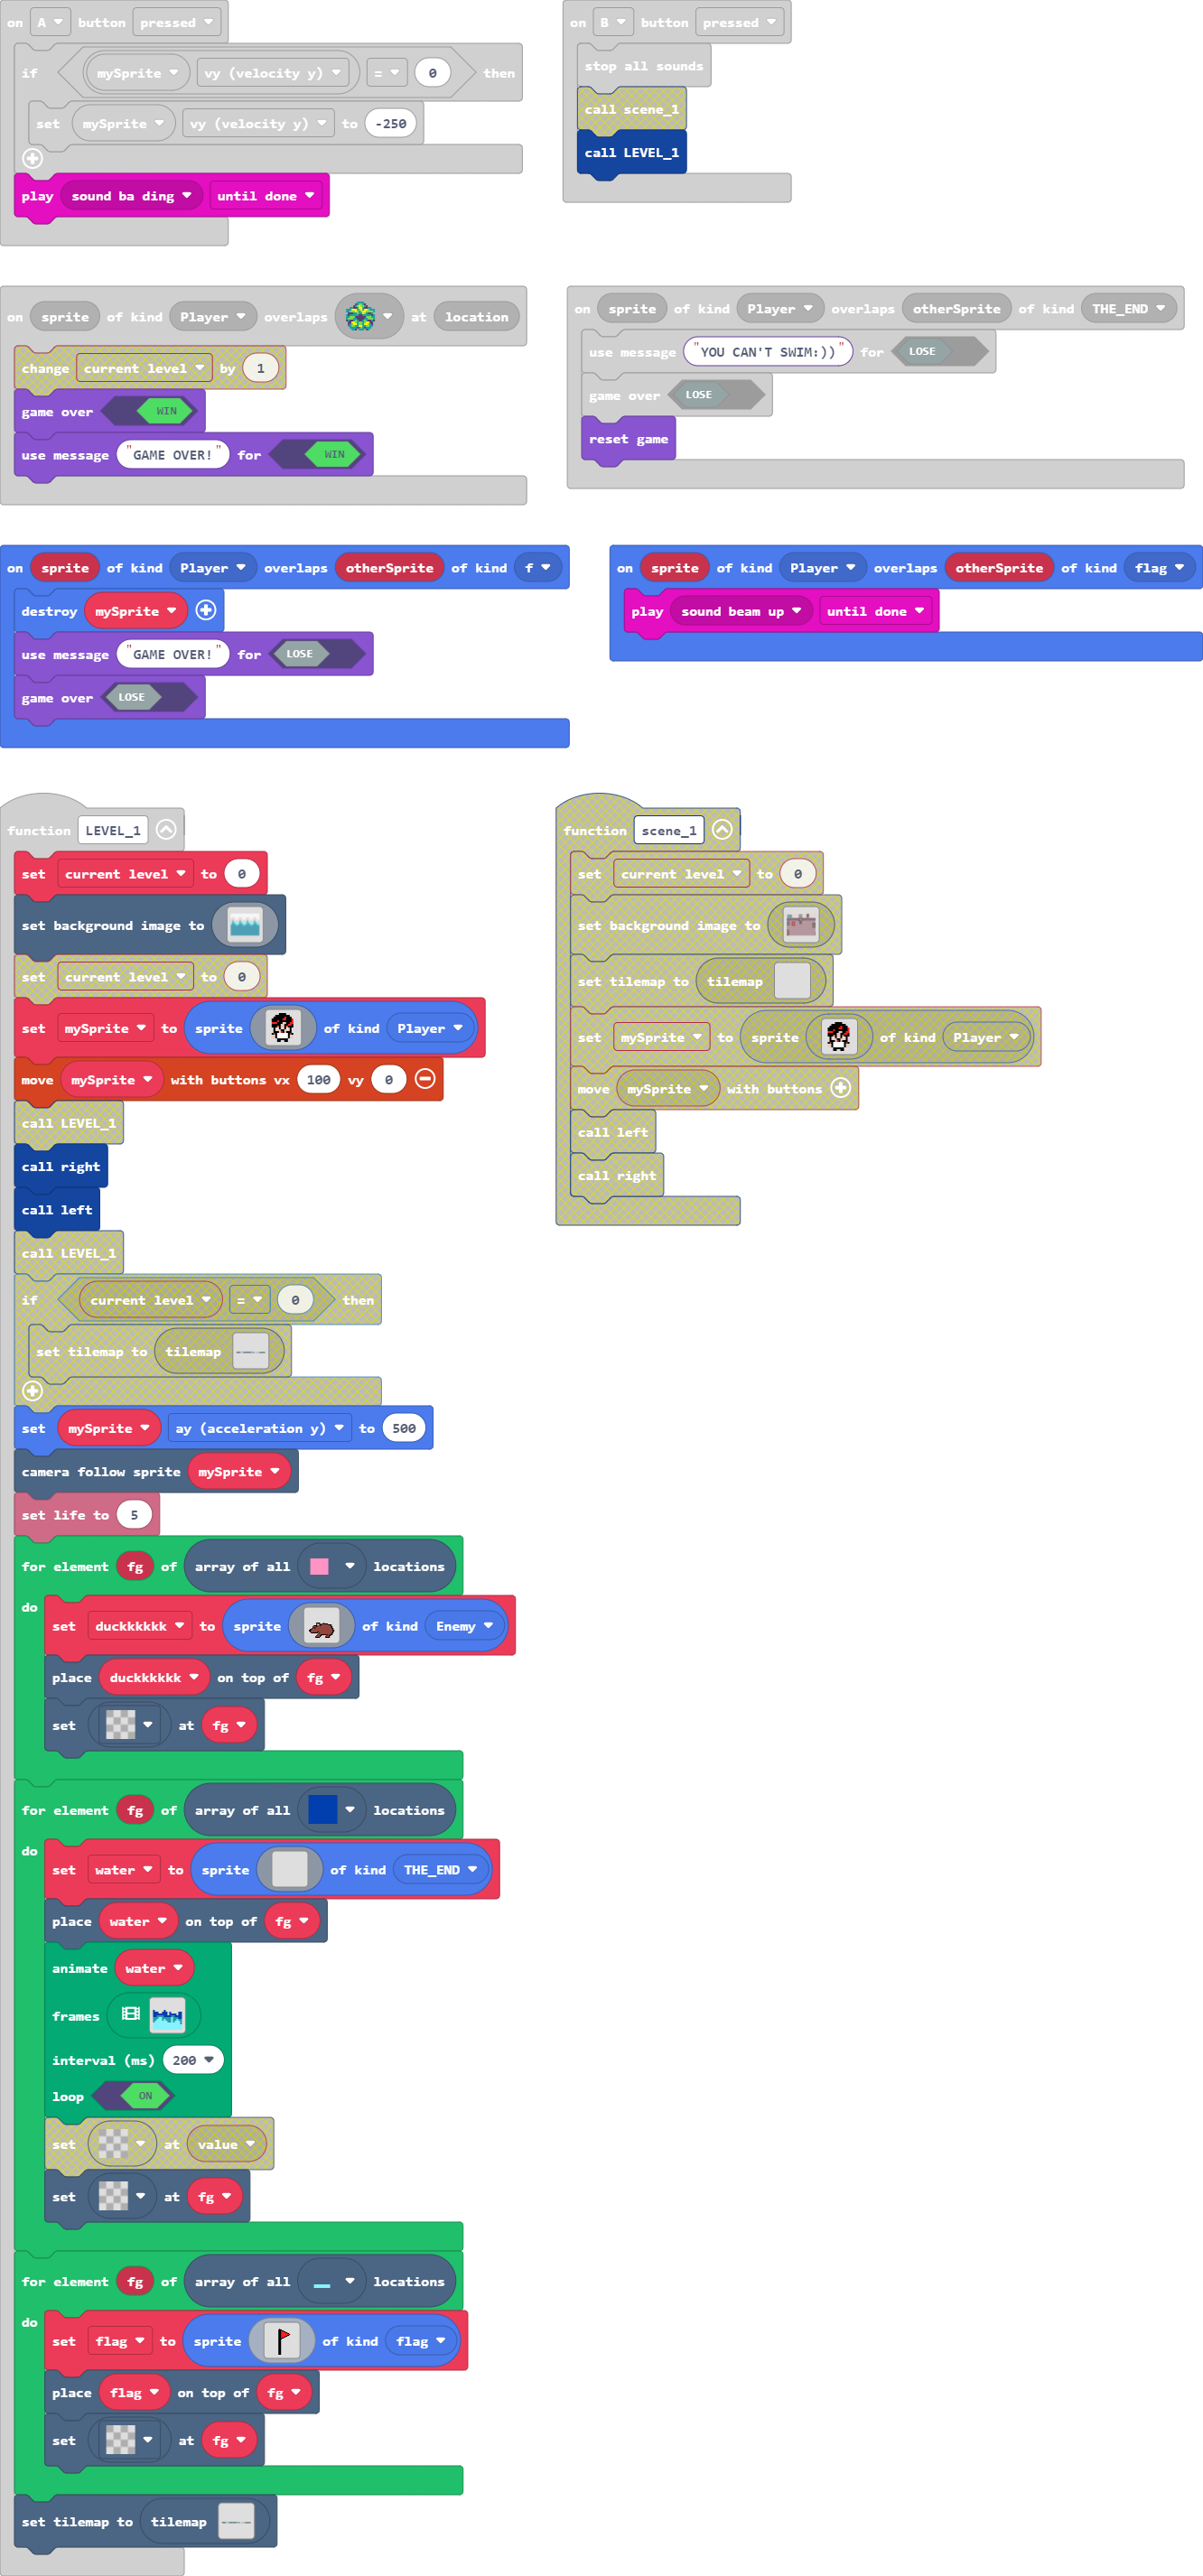 on A button pressed
if mySprite vy (velocity y) = 0 then
set mySprite vy (velocity y) to -250
play sound ba ding until done
on B button pressed
stop all sounds
call scene_1
call LEVEL_1
on sprite of kind Player overlaps at location
change current level by 1
game over WIN
use message "GAME OVER!" for WIN
on sprite of kind Player overlaps otherSprite of kind THE_END
use message "YOU CAN'T SWIM:))" for LOSE
game over LOSE
reset game
on sprite of kind Player overlaps otherSprite of kind f
destroy mySprite
use message "GAME OVER!" for LOSE
game over LOSE
on sprite of kind Player overlaps otherSprite of kind flag
play sound beam up until done
function LEVEL_1
set current level to 0
set background image to
set current level to 0
set mySprite to sprite of kind Player
move mySprite with buttons vx 100 vy 0
call LEVEL_1
call right
call left
call LEVEL_1
if current level = 0 then
set tilemap to tilemap
set mySprite ay (acceleration y) to 500
camera follow sprite mySprite
set life to 5
for element fg of array of all locations
do
set duckkkkkk to sprite of kind Enemy
place duckkkkkk on top of fg
set at fg
for element fg of array of all locations
do
set water to sprite of kind THE_END
place water on top of fg
animate water
frames
interval (ms) 200
loop ON
set at value
set at fg
for element fg of array of all locations
do
set flag to sprite of kind flag
place flag on top of fg
set at fg
set tilemap to tilemap
function scene_1
set current level to 0
set background image to
set tilemap to tilemap
set mySprite to sprite of kind Player
move mySprite with buttons
call left
call right